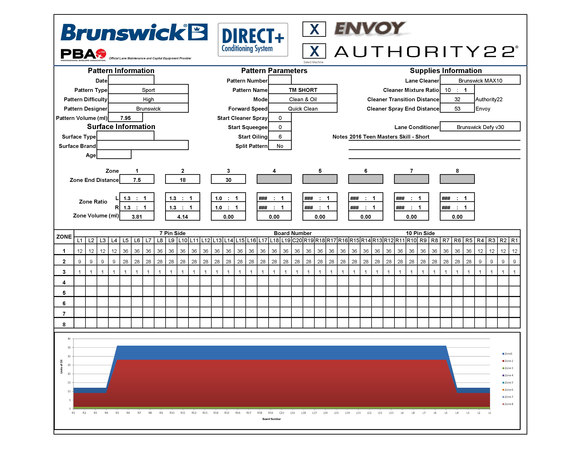 Brunswick
PBA
Official Lane Maintenance and Capital Equipment Provider
DIRECT+
Conditioning System
X ENVOY
X AUTHORITY22
Pattern Information Pattern Parameters Supplies Information
Date Pattern Number Lane Cleaner Brunswick MAX10
Pattern Type Sport Pattern Name TM SHORT Cleaner Mixture Ratio 10 : 1
Pattern Difficulty High Mode Clean & Oil Cleaner Transition Distance 32 Authority22
Pattern Designer Brunswick Forward Speed Quick Clean Cleaner Spray End Distance 53 Envoy
Pattern Volume (ml) 7.95 Start Cleaner Spray 0
Surface Information Start Squeegee 0 Lane Conditioner Brunswick Defy v30
Surface Type Start Oiling 6 Notes 2016 Teen Masters Skill - Short
Surface Brand Split Pattern No
Age
Zone 1 2 3 4 5 6 7 8
Zone End Distance 7.5 18 30
Zone Ratio L 1.3 : 1 1.3 : 1 1.0 : 1 ### : 1 ### : 1 ### : 1 ### : 1 ### : 1
R 1.3 : 1 1.3 : 1 1.0 : 1 ### : 1 ### : 1 ### : 1 ### : 1 ### : 1
Zone Volume (ml) 3.81 4.14 0.00 0.00 0.00 0.00 0.00 0.00
7 Pin Side Board Number 10 Pin Side
ZONE L1 L2 L3 L4 L5 L6 L7 L8 L9 L10 L11 L12 L13 L14 L15 L16 L17 L18 L19 C20 R19 R18 R17 R16 R15 R14 R13 R12 R11 R10 R9 R8 R7 R6 R5 R4 R3 R2 R1
1 12 12 12 12 36 36 36 36 36 36 36 36 36 36 36 36 36 36 36 36 36 36 36 36 36 36 36 36 36 36 36 36 36 36 36 12 12 12 12
2 9 9 9 9 28 28 28 28 28 28 28 28 28 28 28 28 28 28 28 28 28 28 28 28 28 28 28 28 28 28 28 28 28 28 28 9 9 9 9
3 1 1 1 1 1 1 1 1 1 1 1 1 1 1 1 1 1 1 1 1 1 1 1 1 1 1 1 1 1 1 1 1 1 1 1 1 1 1 1
4
5
6
7
8
Board Number